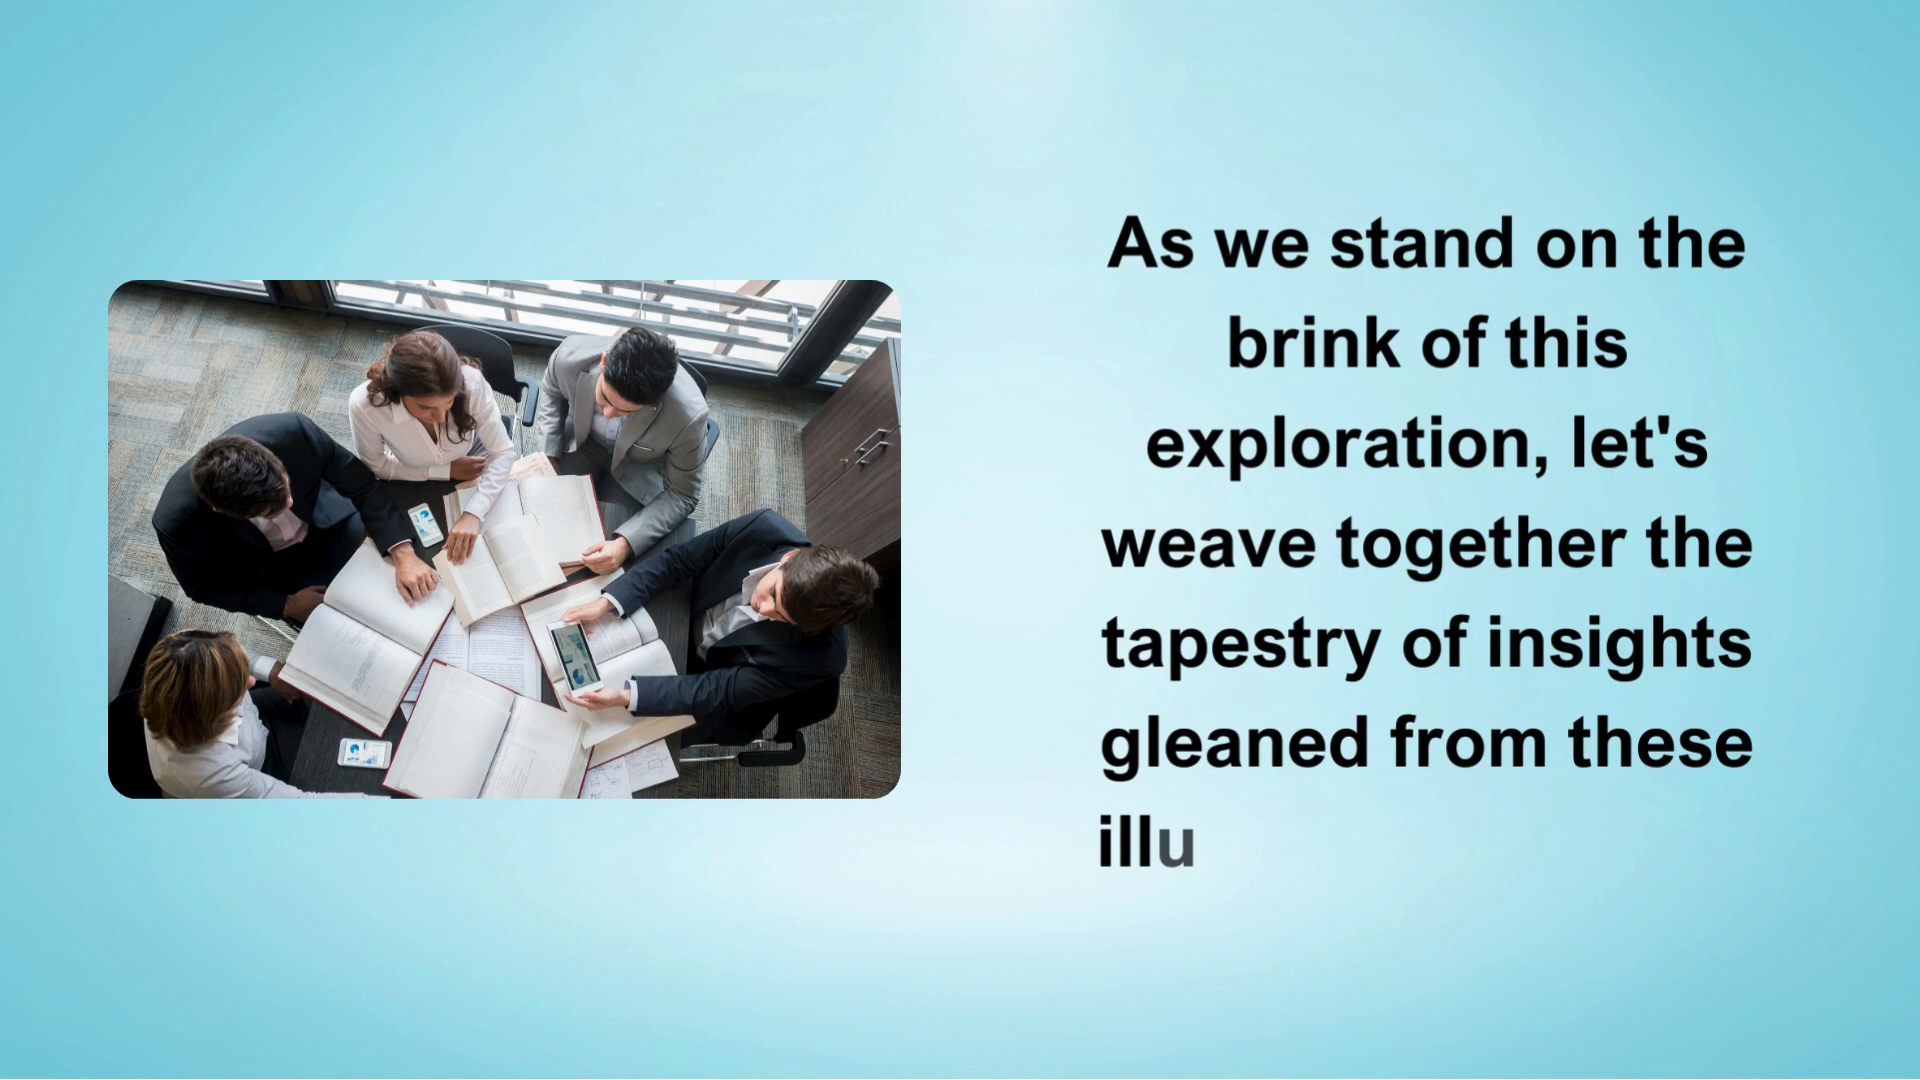 As we stand on the
brink of this
exploration, let's
weave together the
tapestry of insights
gleaned from these
illu